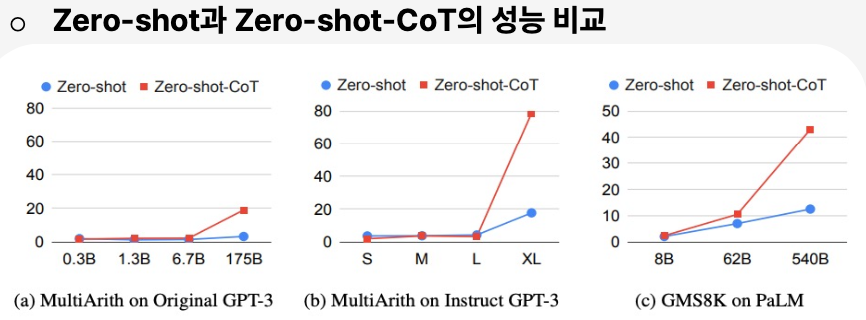 ○ Zero-shot과 Zero-shot-CoT의 성능 비교
Zero-shot Zero-shot-CoT
80
60
40
20
0
0.3B 1.3B 6.7B 175B
(a) MultiArith on Original GPT-3
Zero-shot Zero-shot-CoT
80
60
40
20
0
S M L XL
(b) MultiArith on Instruct GPT-3
Zero-shot Zero-shot-CoT
50
40
30
20
10
0
8B 62B 540B
(c) GMS8K on PaLM